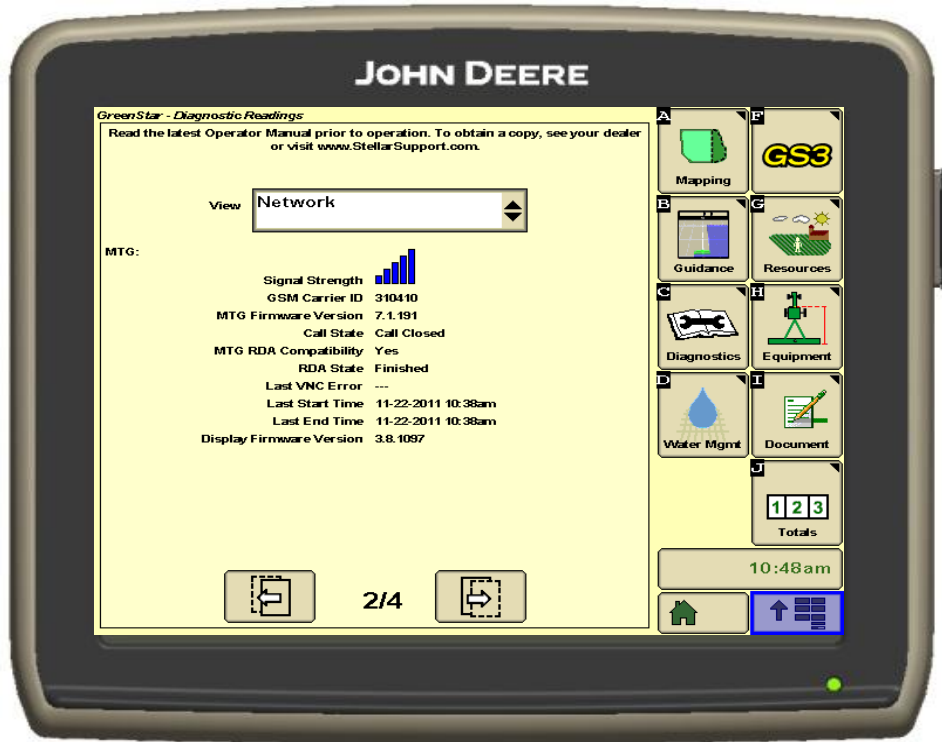 JOHN DEERE
GreenStar - Diagnostic Readings
Read the latest Operator Manual prior to operation. To obtain a copy, see your dealer
or visit www.StellarSupport.com.
View Network
MTG:
Signal Strength
GSM Carrier ID 310410
MTG Firmware Version 7.1.191
Call State Call Closed
MTG RDA Compatibility Yes
RDA State Finished
Last VNC Error ---
Last Start Time 11-22-2011 10:38am
Last End Time 11-22-2011 10:38am
Display Firmware Version 3.8.1097
2/4
A
Mapping
F
GS3
B
Guidance
G
Resources
C
Diagnostics
H
Equipment
D
Water Mgmt
I
Document
J
1 2 3
Totals
10:48am